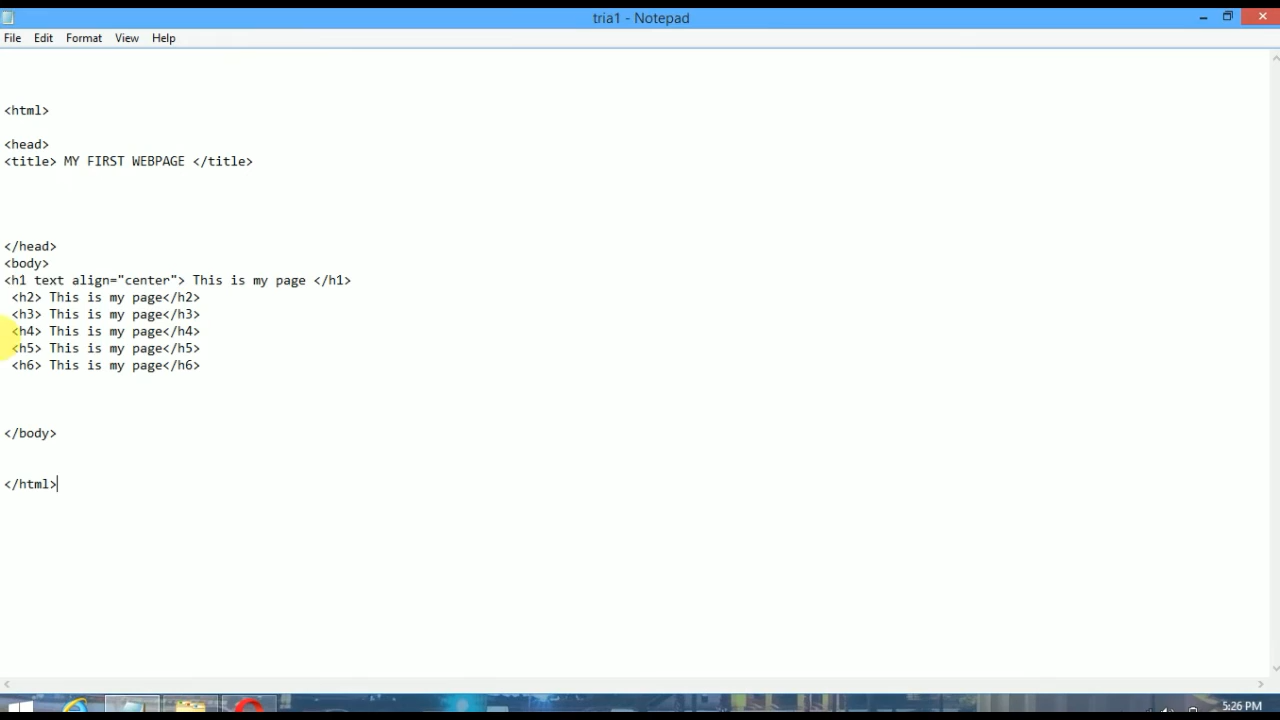 tria1 - Notepad
File Edit Format View Help
<html>
<head>
<title> MY FIRST WEBPAGE </title>
</head>
<body>
<h1 text align="center"> This is my page </h1>
<h2> This is my page</h2>
<h3> This is my page</h3>
<h4> This is my page</h4>
<h5> This is my page</h5>
<h6> This is my page</h6>
</body>
</html>
5:26 PM